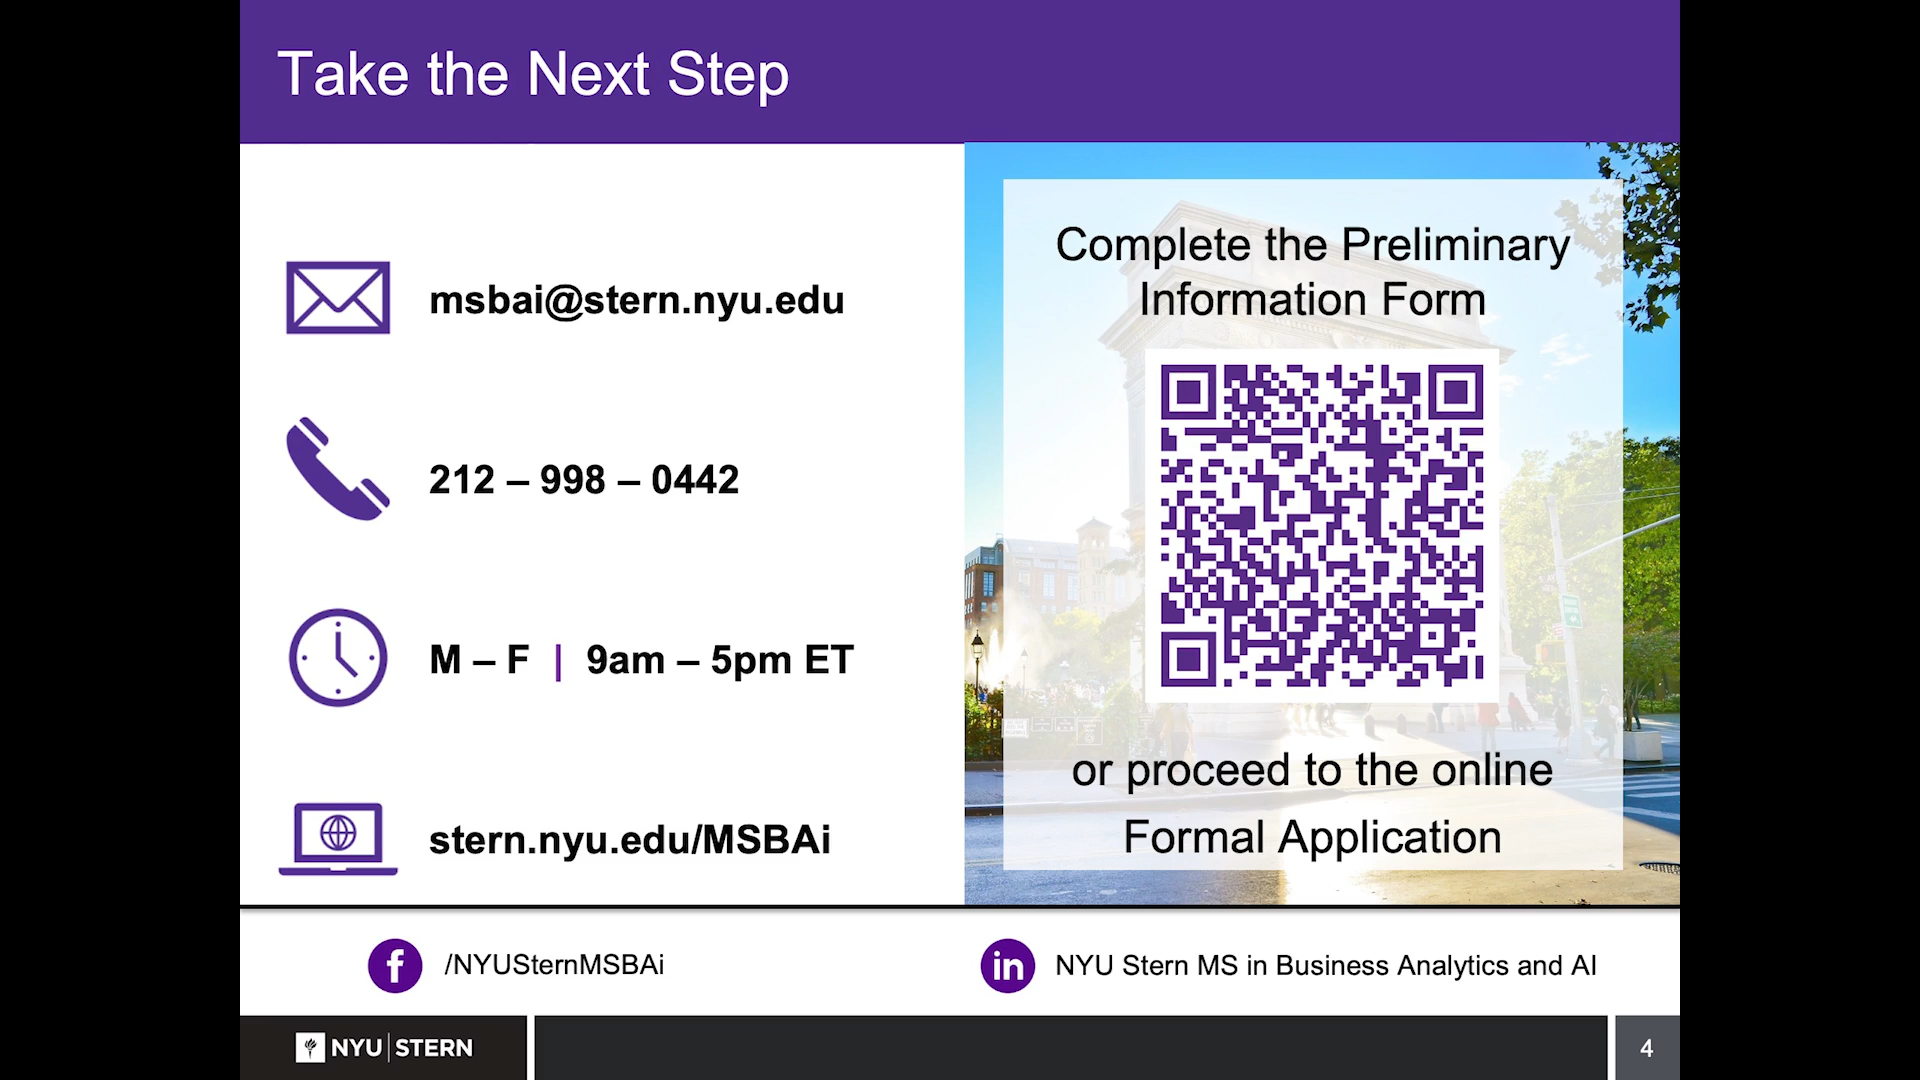 Take the Next Step
msbai@stern.nyu.edu
212 – 998 – 0442
M – F | 9am – 5pm ET
stern.nyu.edu/MSBAi
Complete the Preliminary
Information Form
or proceed to the online
Formal Application
/NYUSternMSBAi
in NYU Stern MS in Business Analytics and AI
NYU | STERN
4